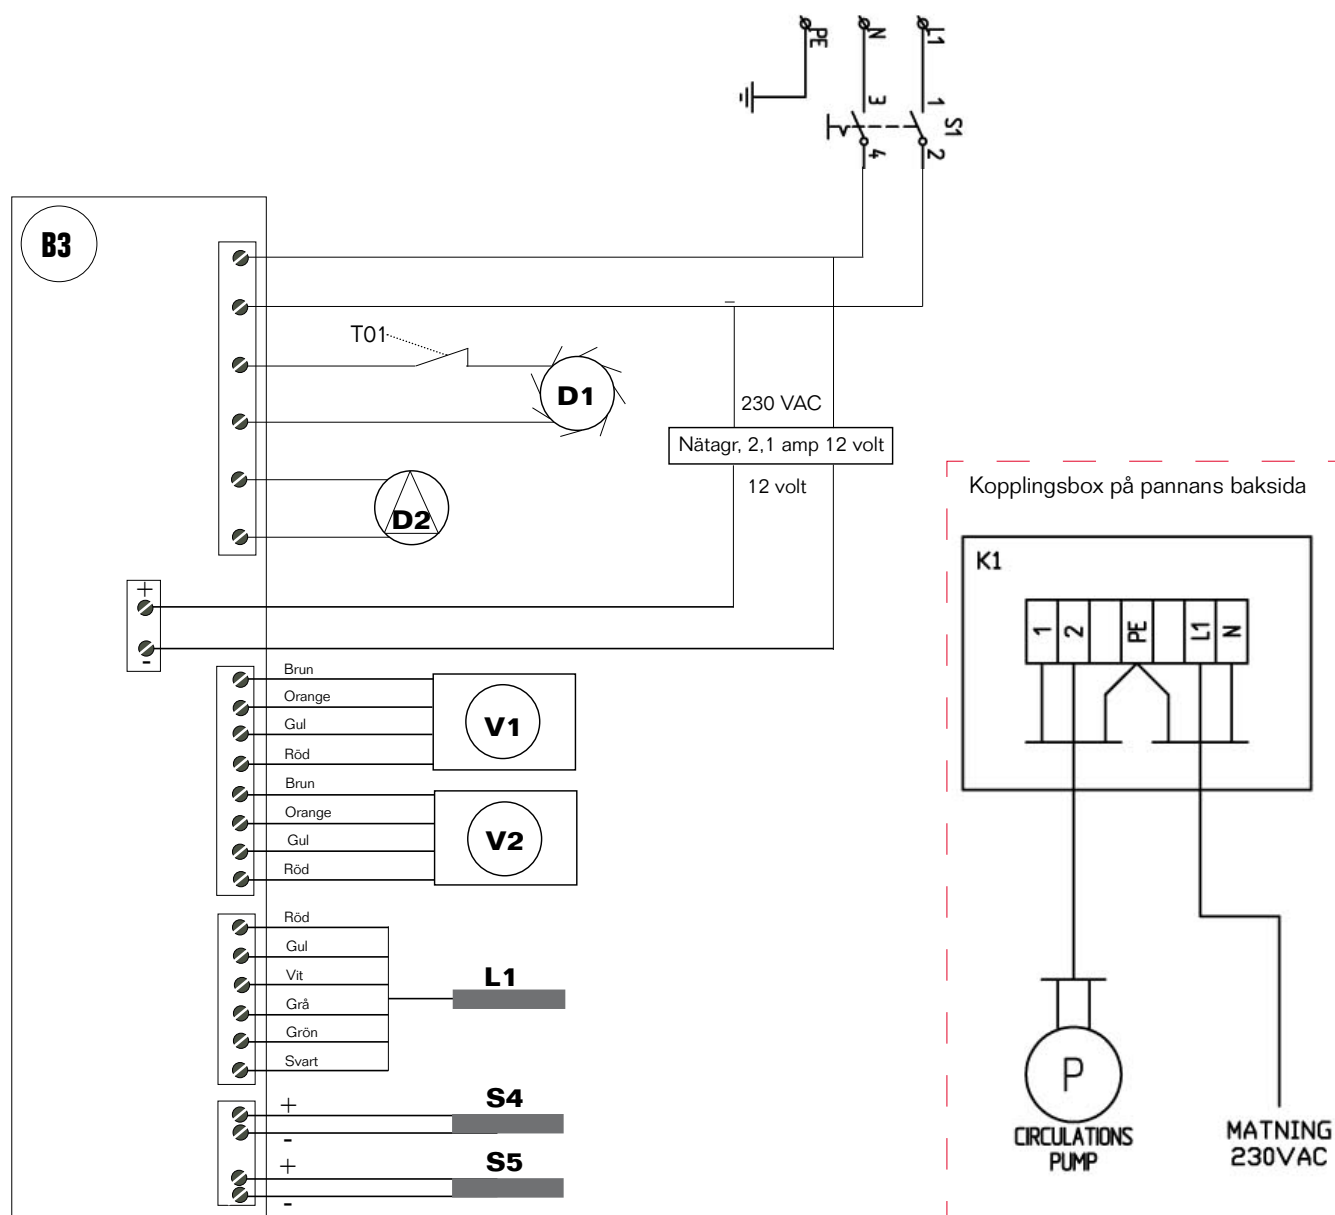 PE
N
L1
3
1
S1
4
2
B3
T01
D1
230 VAC
Nätagr, 2,1 amp 12 volt
12 volt
D2
+
-
Brun
Orange
Gul
Röd
V1
Brun
Orange
Gul
Röd
V2
Röd
Gul
Vit
Grå
Grön
Svart
L1
+
-
S4
+
-
S5
Kopplingsbox på pannans baksida
K1
1
2
PE
L1
N
P
CIRCULATIONS
PUMP
MATNING
230VAC